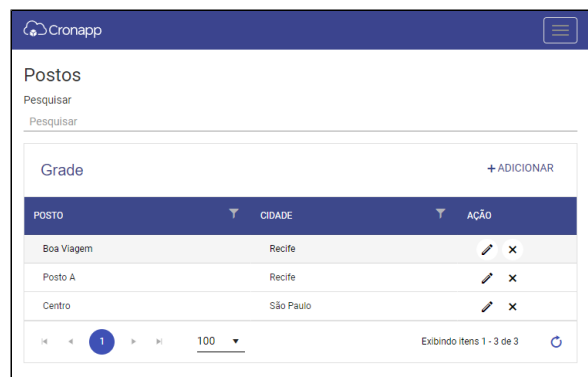 Cronapp
Postos
Pesquisar
Pesquisar
Grade
+ ADICIONAR
POSTO CIDADE AÇÃO
Boa Viagem Recife
Posto A Recife
Centro São Paulo
1 100 Exibindo itens 1 - 3 de 3